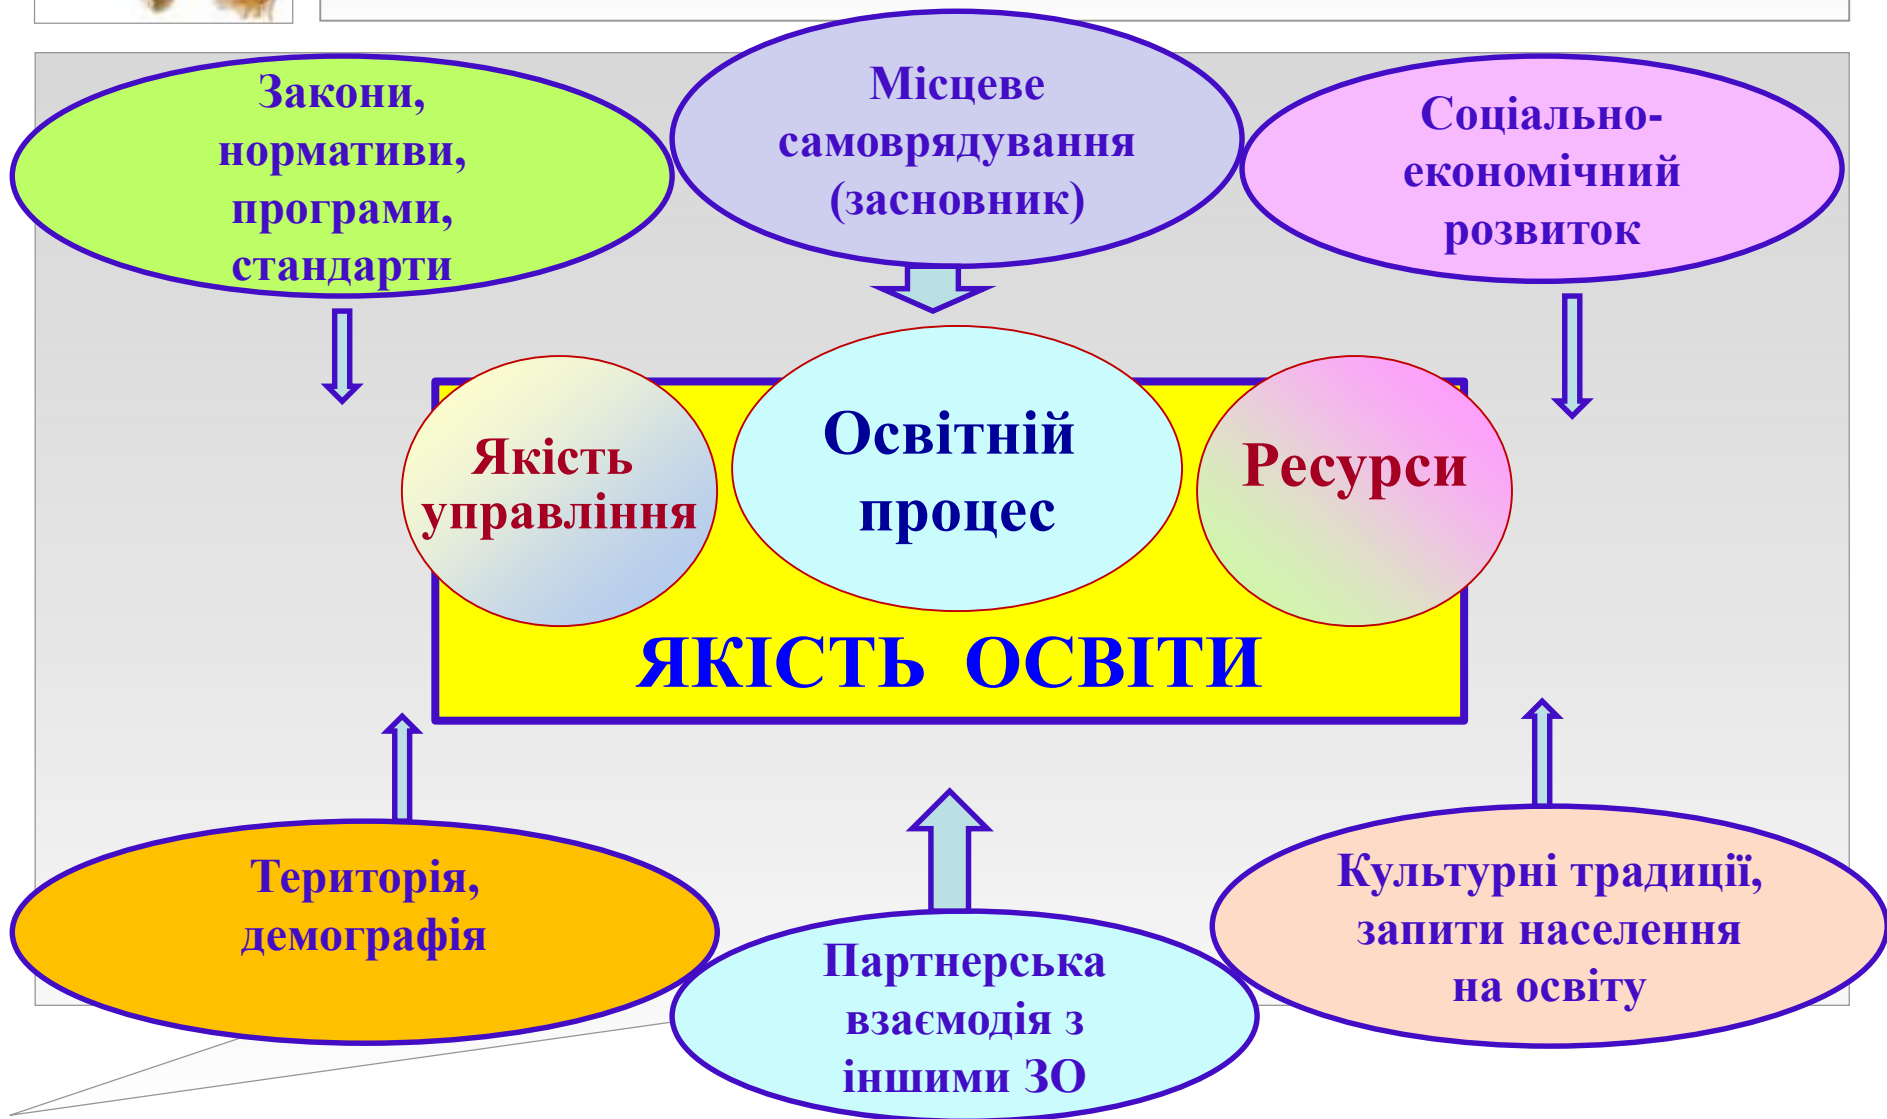 Закони,
нормативи,
програми,
стандарти
Місцеве
самоврядування
(засновник)
Соціально-
економічний
розвиток
Якість
управління
Освітній
процес
Ресурси
ЯКІСТЬ ОСВІТИ
Територія,
демографія
Партнерська
взаємодія з
іншими ЗО
Культурні традиції,
запити населення
на освіту